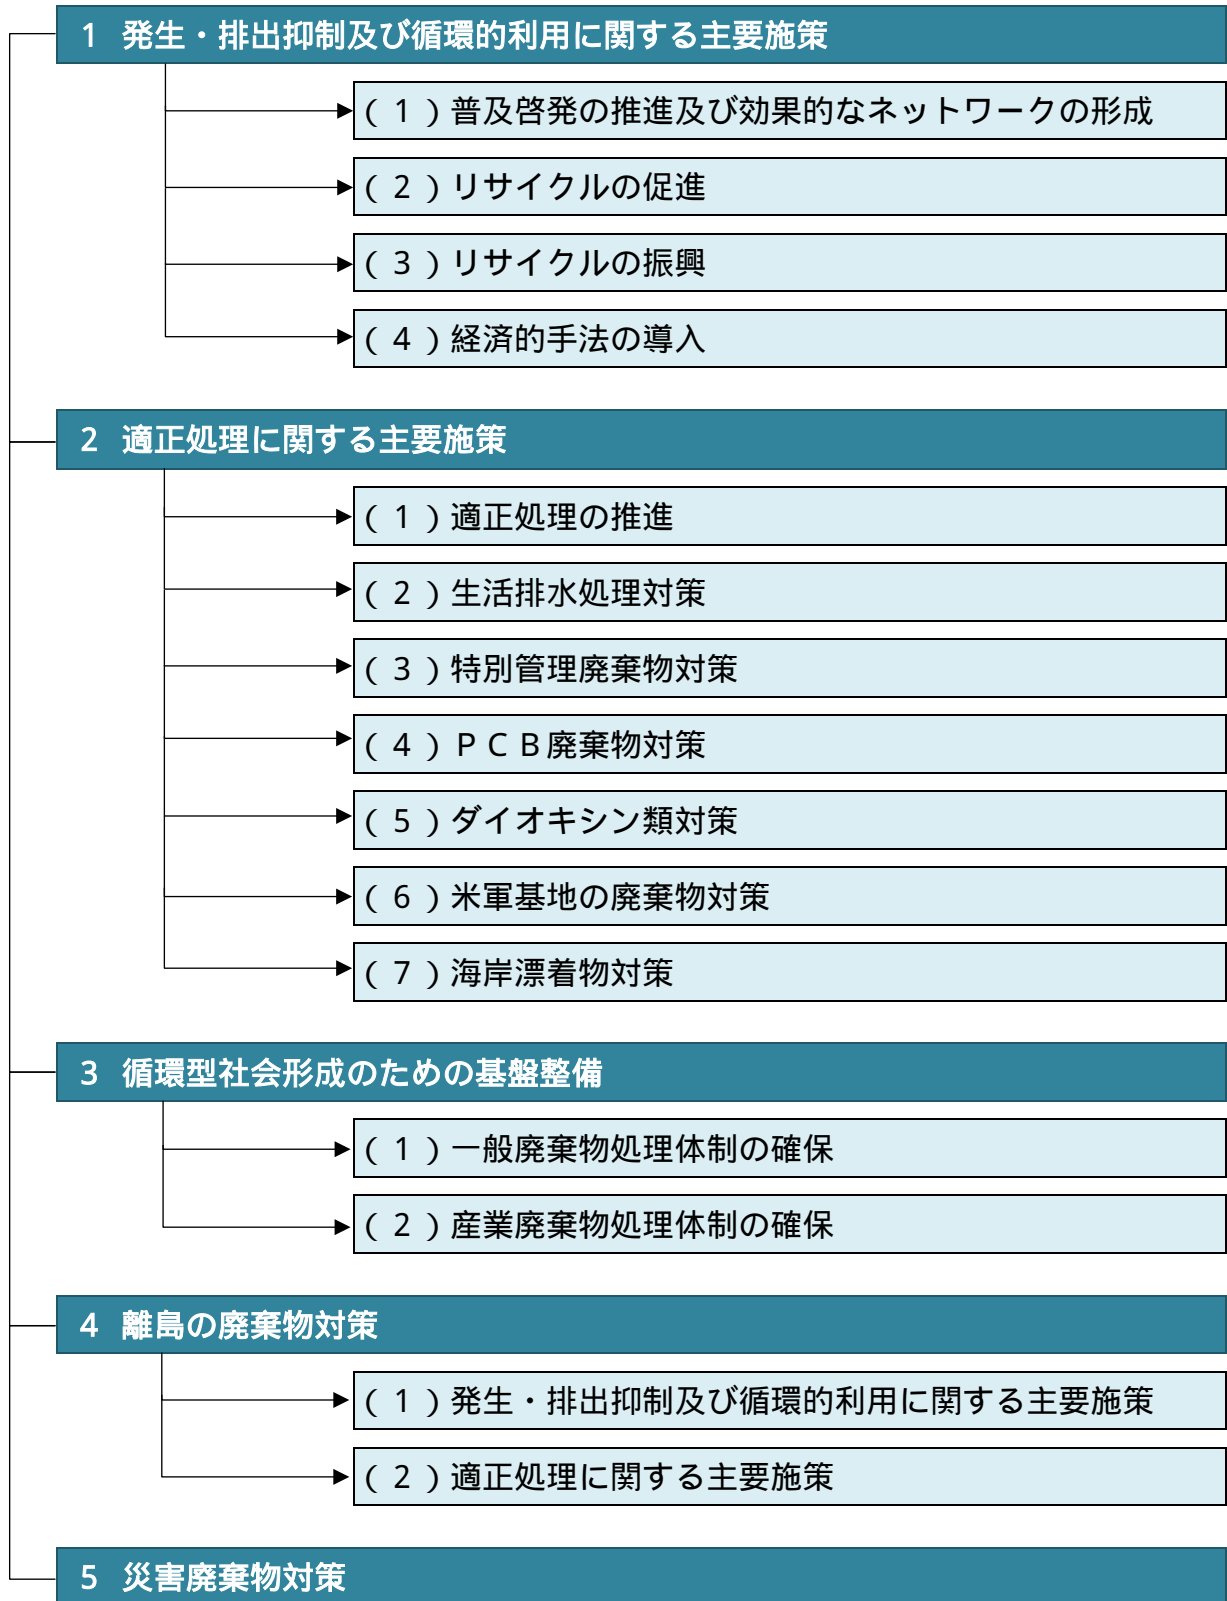 1 発生・排出抑制及び循環的利用に関する主要施策
(1)普及啓発の推進及び効果的なネットワークの形成
(2)リサイクルの促進
(3)リサイクルの振興
(4)経済的手法の導入
2 適正処理に関する主要施策
(1)適正処理の推進
(2)生活排水処理対策
(3)特別管理廃棄物対策
(4)ＰＣＢ廃棄物対策
(5)ダイオキシン類対策
(6)米軍基地の廃棄物対策
(7)海岸漂着物対策
3 循環型社会形成のための基盤整備
(1)一般廃棄物処理体制の確保
(2)産業廃棄物処理体制の確保
4 離島の廃棄物対策
(1)発生・排出抑制及び循環的利用に関する主要施策
(2)適正処理に関する主要施策
5 災害廃棄物対策